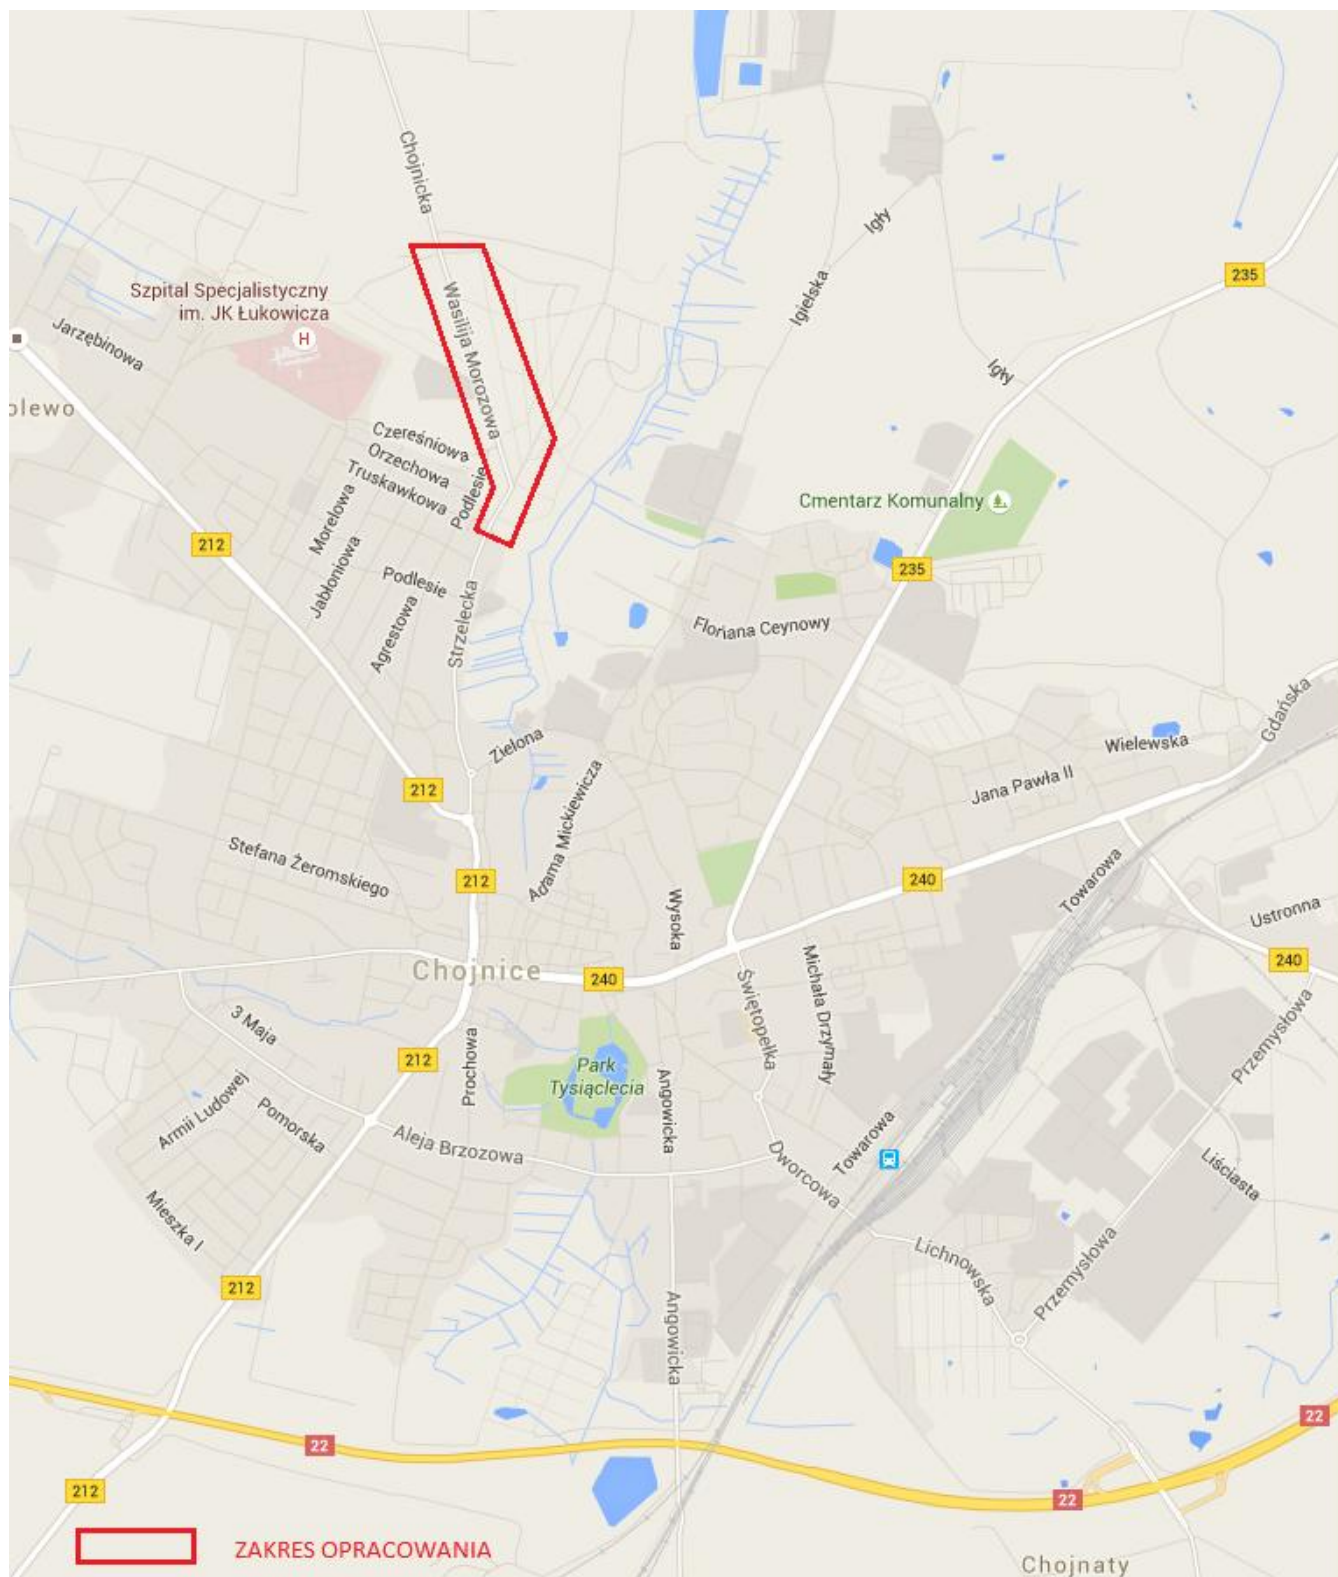 Chojnicka
Igły
235
Igielska
Wasilija Morozowa
Szpital Specjalistyczny
im. JK Łukowicza
H
Jarzębinowa
Igły
olewo
Czereśniowa
Orzechowa
Truskawkowa
Podlesie
Morelowa
Cmentarz Komunalny
212
Jabłoniowa
Podlesie
235
Agrestowa
Strzelecka
Floriana Ceynowy
Gdańska
Zielona
Wielewska
Jana Pawła II
212
Adama Mickiewicza
Stefana Żeromskiego
212
240
Towarowa
Wysoka
Ustronna
Chojnice
240
240
Świętopełka
Michała Drzymały
3 Maja
Przemysłowa
212
Prochowa
Park
Tysiąclecia
Angowicka
Armii Ludowej
Pomorska
Aleja Brzozowa
Towarowa
Dworcowa
Liściasta
Mieszka I
Lichnowska
Przemysłowa
212
Angowicka
22
22
212
22
ZAKRES OPRACOWANIA
Chojnaty